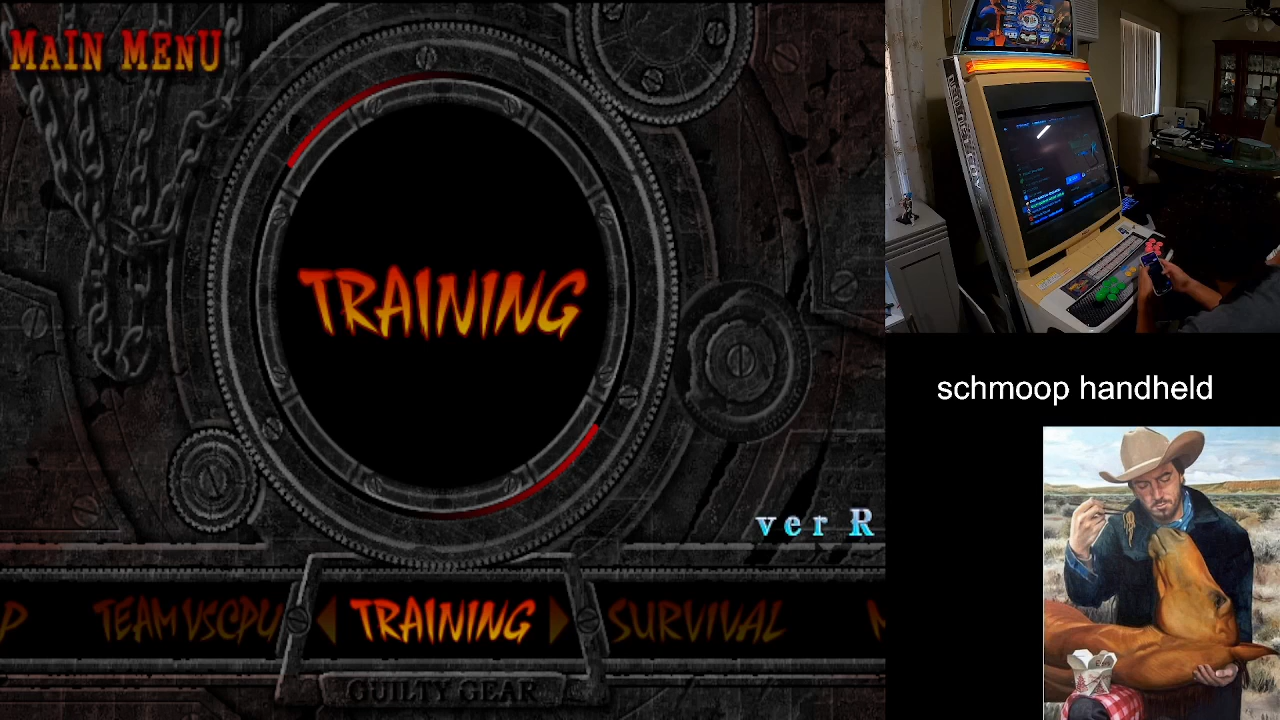 MAIN MENU
TRAINING
ver R
P
TEAM VS CPU
TRAINING
SURVIVAL
GUILTY GEAR
schmoop handheld